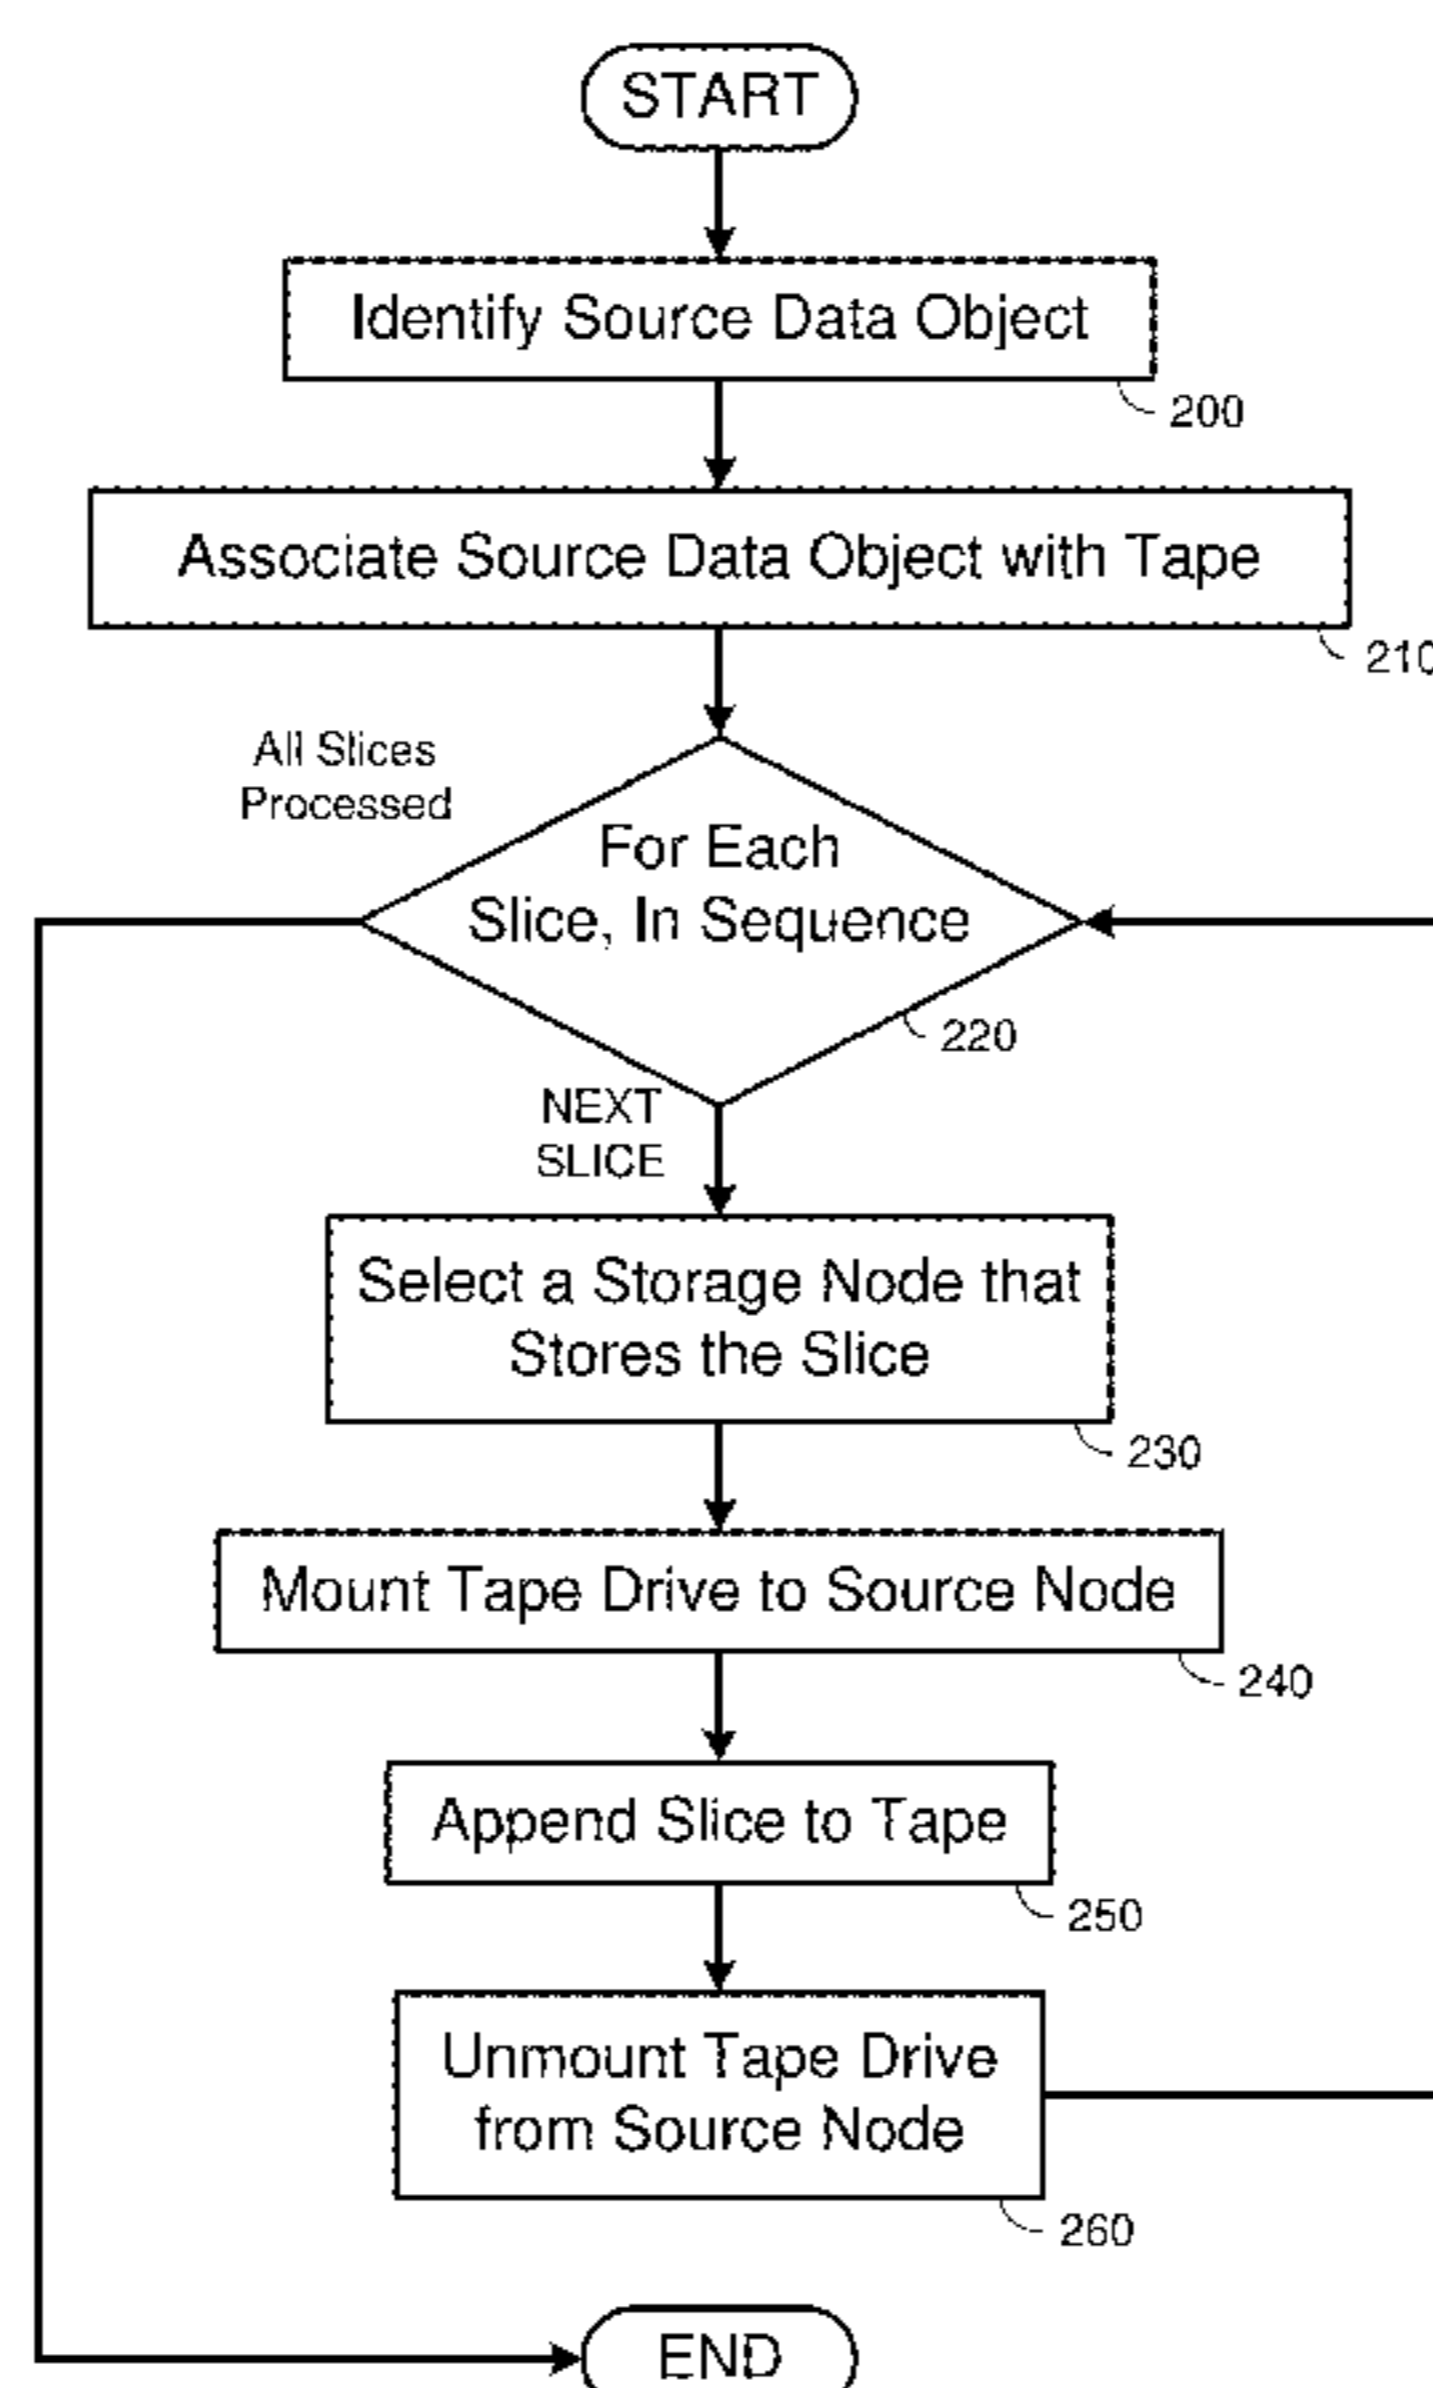 START
Identify Source Data Object
200
Associate Source Data Object with Tape
210
All Slices
Processed
For Each
Slice, In Sequence
220
NEXT
SLICE
Select a Storage Node that
Stores the Slice
230
Mount Tape Drive to Source Node
240
Append Slice to Tape
250
Unmount Tape Drive
from Source Node
260
END